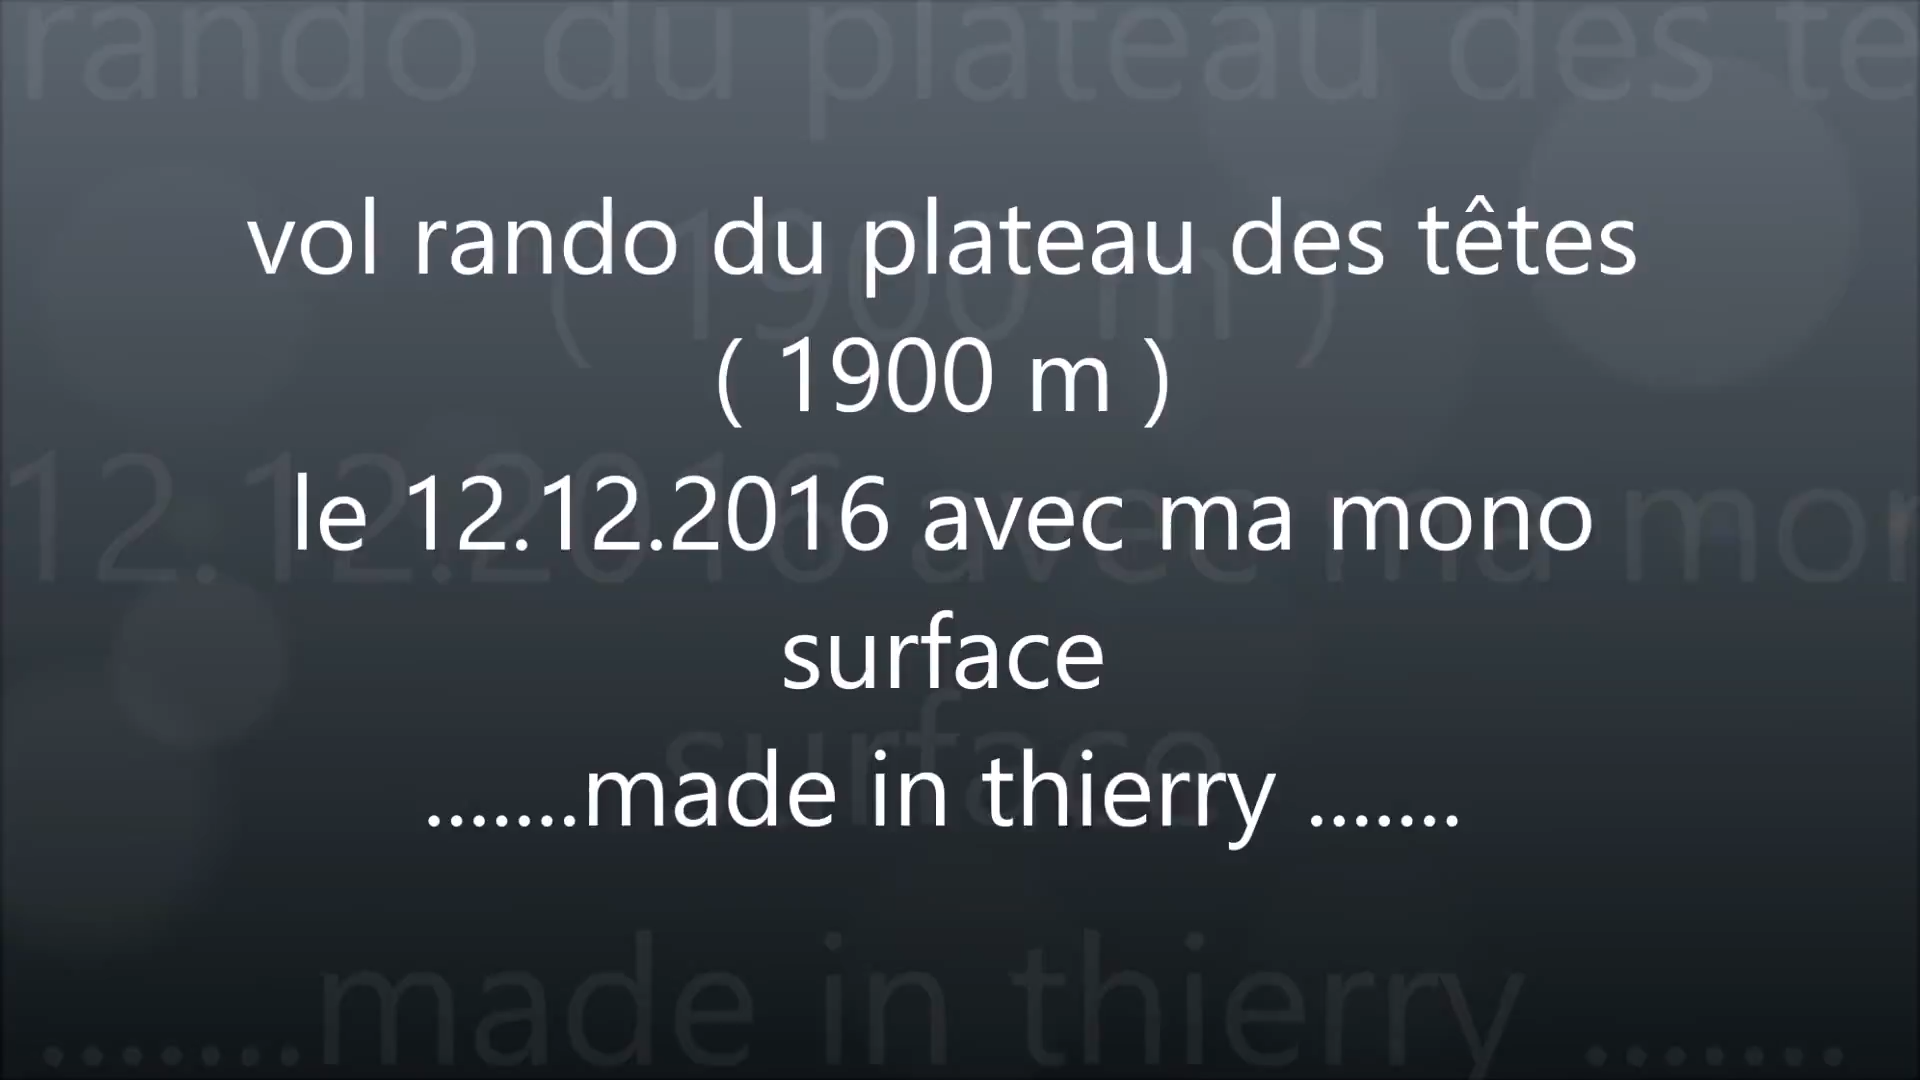 vol rando du plateau des têtes
( 1900 m )
le 12.12.2016 avec ma mono
surface
.......made in thierry .......